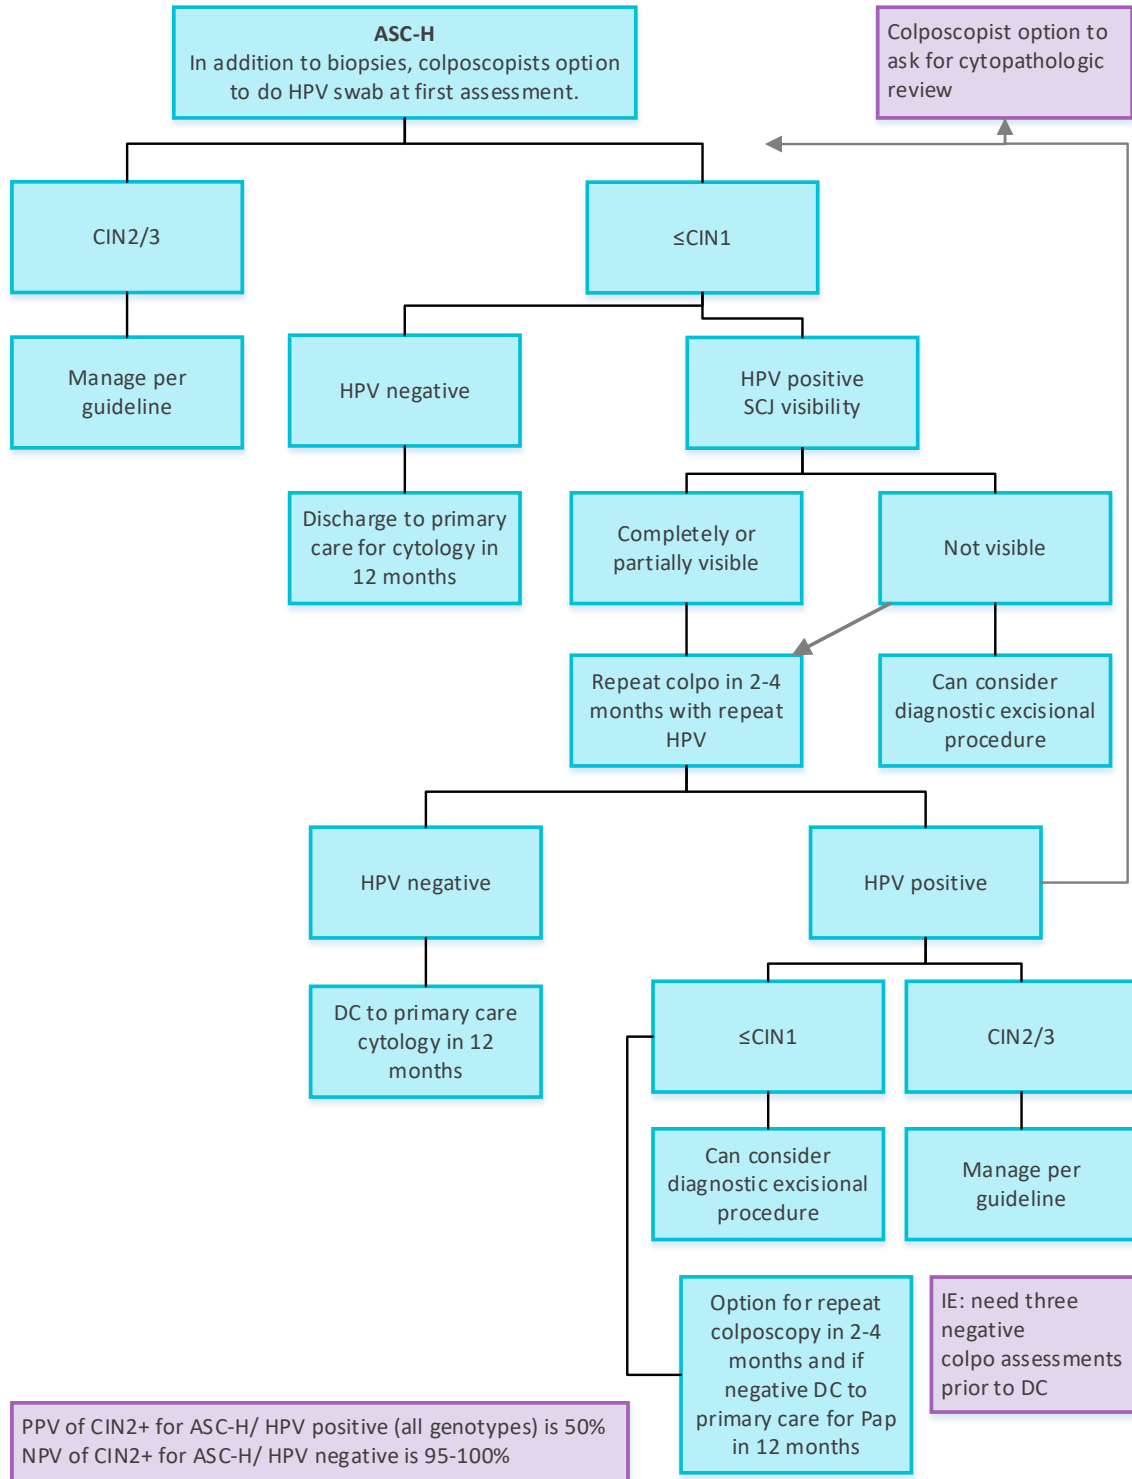 ASC-H
In addition to biopsies, colposcopists option
to do HPV swab at first assessment.
Colposcopist option to
ask for cytopathologic
review
CIN2/3
≤CIN1
Manage per
guideline
HPV negative
HPV positive
SCJ visibility
Discharge to primary
care for cytology in
12 months
Completely or
partially visible
Not visible
Repeat colpo in 2-4
months with repeat
HPV
Can consider
diagnostic excisional
procedure
HPV negative
HPV positive
DC to primary care
cytology in 12
months
≤CIN1
CIN2/3
Can consider
diagnostic excisional
procedure
Manage per
guideline
Option for repeat
colposcopy in 2-4
months and if
negative DC to
primary care for Pap
in 12 months
IE: need three
negative
colpo assessments
prior to DC
PPV of CIN2+ for ASC-H/ HPV positive (all genotypes) is 50%
NPV of CIN2+ for ASC-H/ HPV negative is 95-100%